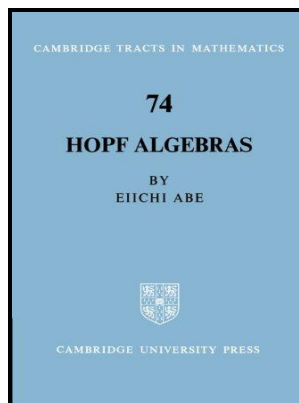 CAMBRIDGE TRACTS IN MATHEMATICS
74
HOPF ALGEBRAS
BY
EIICHI ABE
CAMBRIDGE UNIVERSITY PRESS